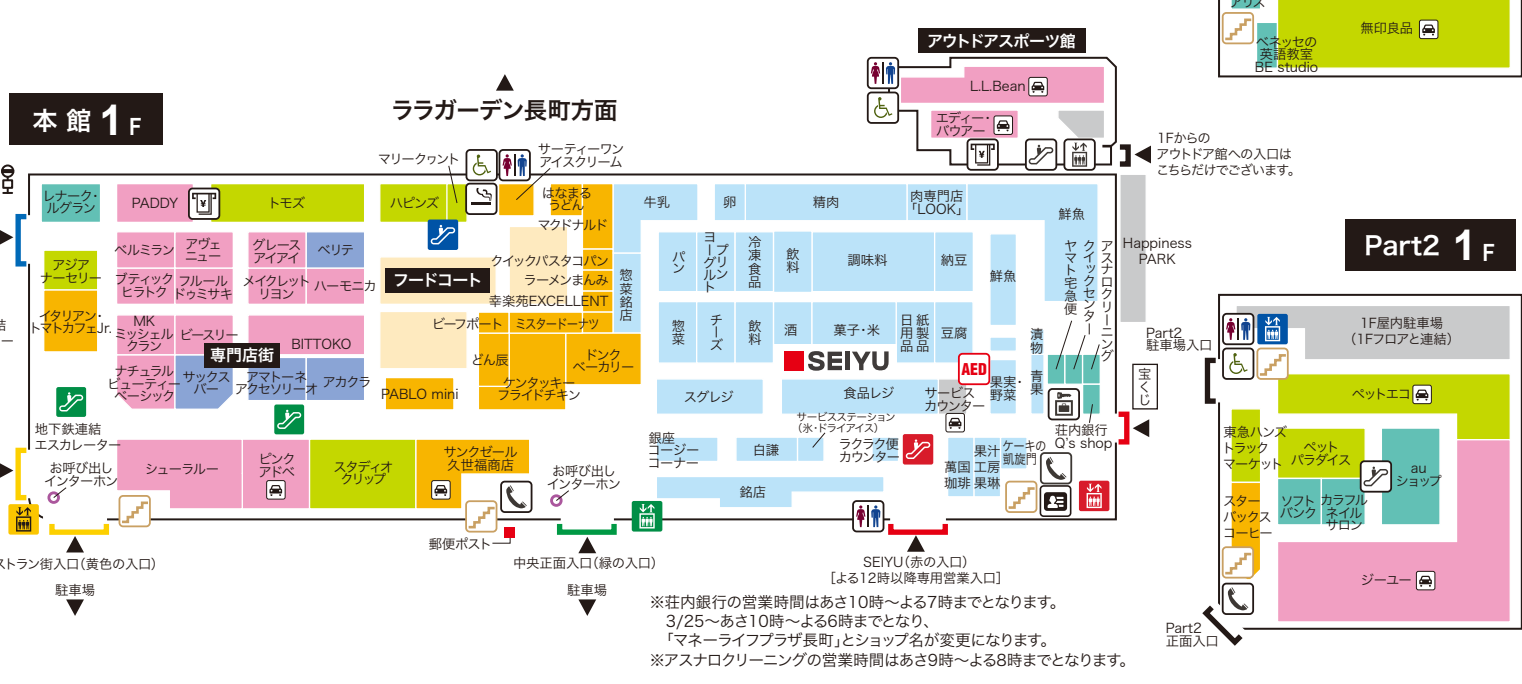 アリス
無印良品
ベネッセの
英語教室
BE studio
アウトドアスポーツ館
L.L.Bean
エディー・
バウアー
1Fからの
アウトドア館への入口は
こちらだけでございます。
本館1F
ララガーデン長町方面
マリークヮント
サーティーワン
アイスクリーム
レナーク・
ルグラン
PADDY
トモズ
ハピンズ
はなまる
うどん
マクドナルド
牛乳
卵
精肉
肉専門店
「LOOK」
鮮魚
アジア
ナーセリー
ベルミラン
アヴェ
ニュー
グレース
アイアイ
ベリテ
ブティック
ヒラトク
フルール
ドゥミサキ
メイクレット
リヨン
ハーモニカ
フードコート
クイックパスタコパン
ラーメンまんみ
幸楽苑EXCELLENT
惣菜銘店
パン
ヨーグルト
プリント
冷凍食品
飲料
調味料
納豆
鮮魚
ヤマト宅急便
クイックセンター
アスナロクリーニング
Happiness
PARK
イタリアン・
トマトカフェJr.
MK
ミッシェル
クラン
ビースリー
BITTOKO
専門店街
ビーフポート
ミスタードーナツ
惣菜
チーズ
飲料
酒
菓子・米
日用品
紙製品
豆腐
漬物
青果
Part2
駐車場入口
SEIYU
AED
ナチュラル
ビューティー
ベーシック
サックス
バー
アマトーネ
アクセソリーオ
アカクラ
PABLO mini
どん辰
ケンタッキー
フライドチキン
ドンク
ベーカリー
スグレジ
食品レジ
サービス
カウンター
果実・
野菜
宝くじ
荘内銀行
Q's shop
地下鉄連結
エスカレーター
お呼び出し
インターホン
シューラルー
ピンク
アドベ
スタディオ
クリップ
サンクゼール
久世福商店
お呼び出し
インターホン
銀座
コージー
コーナー
白謙
サービスステーション
(氷・ドライアイス)
ラクラク便
カウンター
萬国
珈琲
果汁
工房
果琳
ケーキの
凱旋門
銘店
郵便ポスト
ストラン街入口(黄色の入口)
駐車場
中央正面入口(緑の入口)
駐車場
SEIYU(赤の入口)
[よる12時以降専用営業入口]
※荘内銀行の営業時間はあさ10時〜よる7時までとなります。
3/25〜あさ10時〜よる6時までとなり、
「マネーライフプラザ長町」とショップ名が変更になります。
※アスナロクリーニングの営業時間はあさ9時〜よる8時までとなります。
Part2 1F
1F屋内駐車場
(1Fフロアと連結)
ペットエコ
東急ハンズ
トラック
マーケット
ペット
パラダイス
au
ショップ
スター
バックス
コーヒー
ソフト
バンク
カラフル
ネイル
サロン
ジーユー
Part2
正面入口